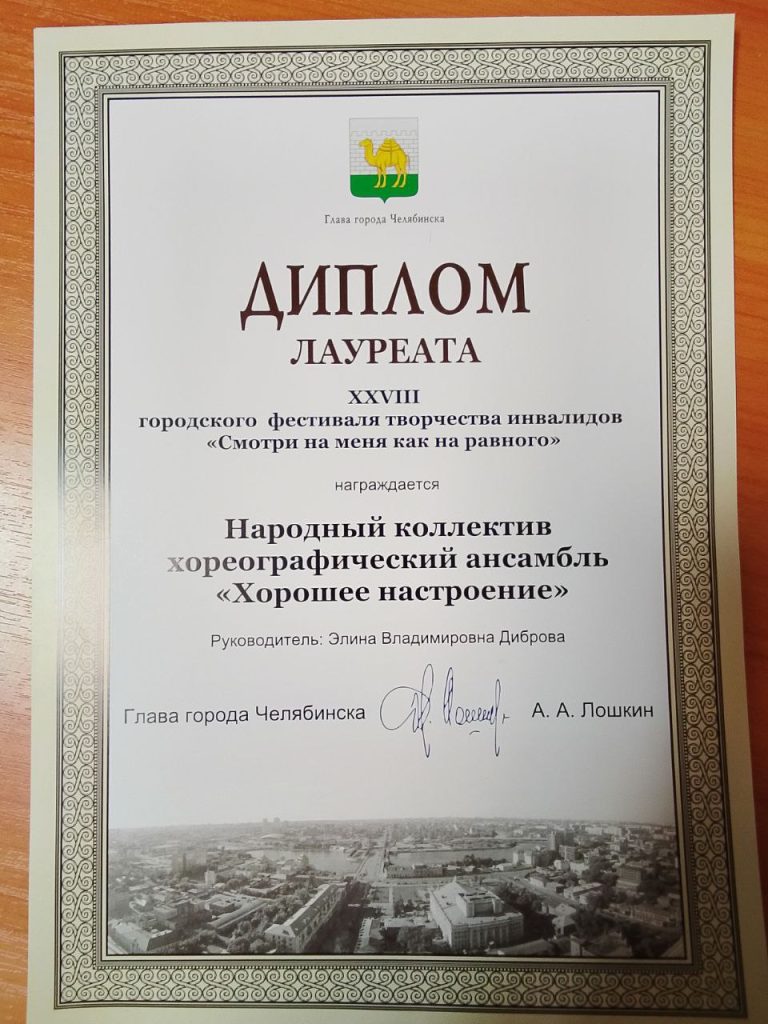 Глава города Челябинска
ДИПЛОМ
ЛАУРЕАТА
XXVIII
городского фестиваля творчества инвалидов
«Смотри на меня как на равного»
награждается
Народный коллектив
хореографический ансамбль
«Хорошее настроение»
Руководитель: Элина Владимировна Диброва
Глава города Челябинска А. А. Лошкин